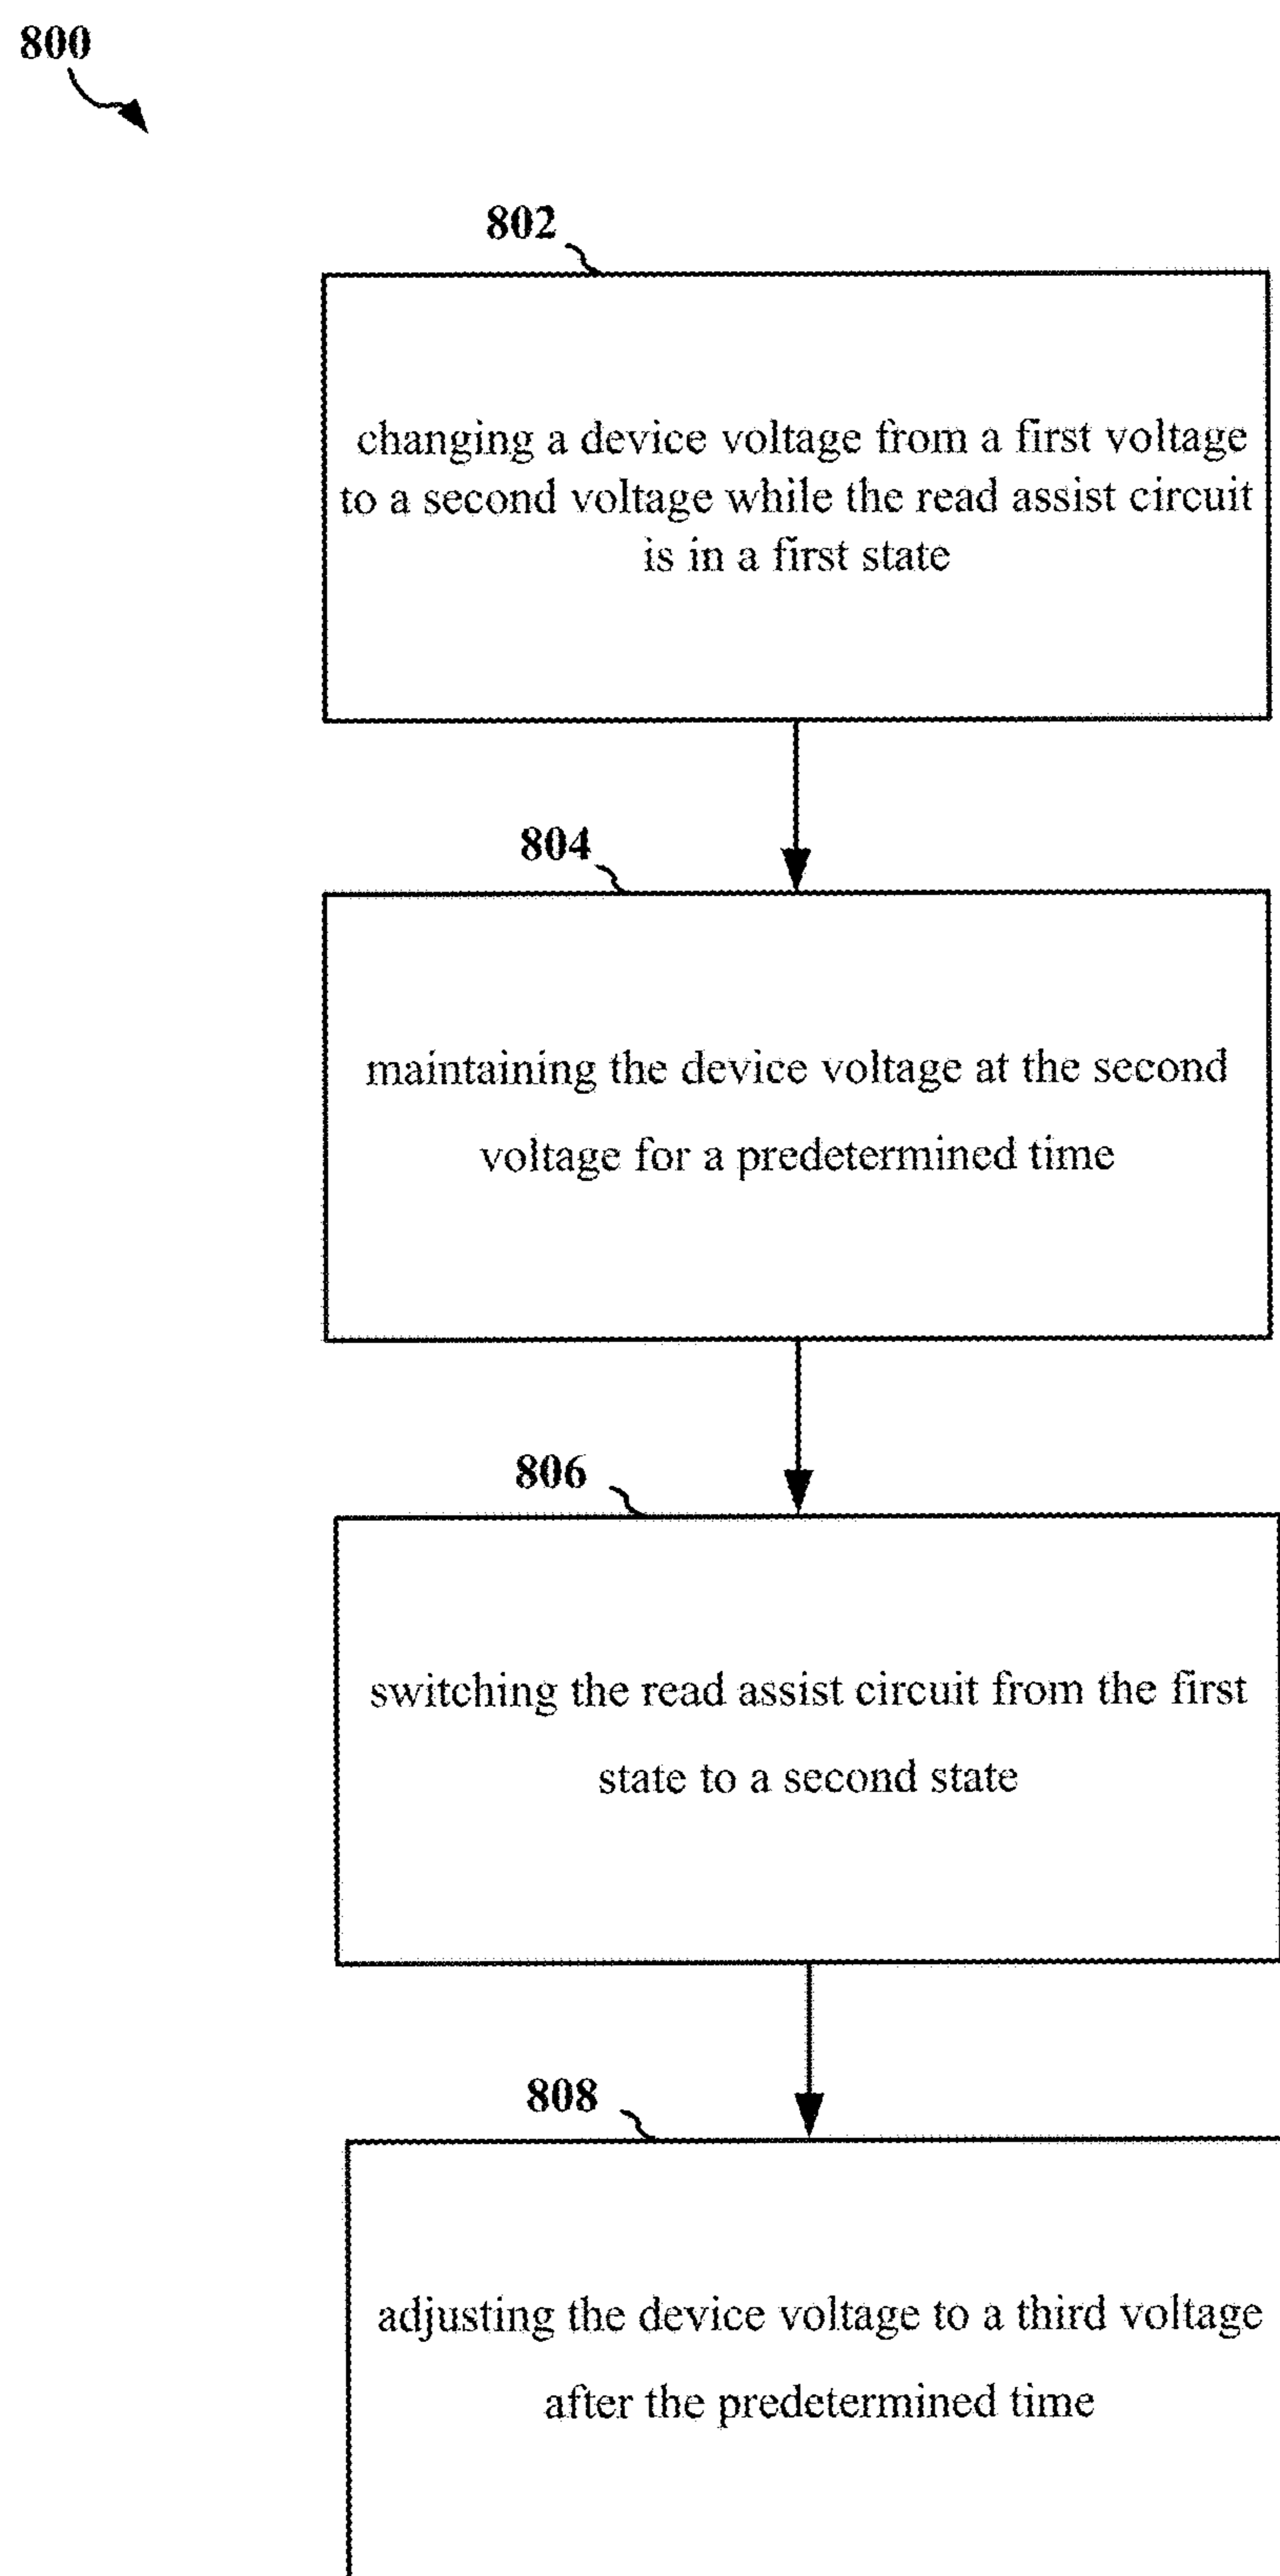 800
802
changing a device voltage from a first voltage
to a second voltage while the read assist circuit
is in a first state
804
maintaining the device voltage at the second
voltage for a predetermined time
806
switching the read assist circuit from the first
state to a second state
808
adjusting the device voltage to a third voltage
after the predetermined time